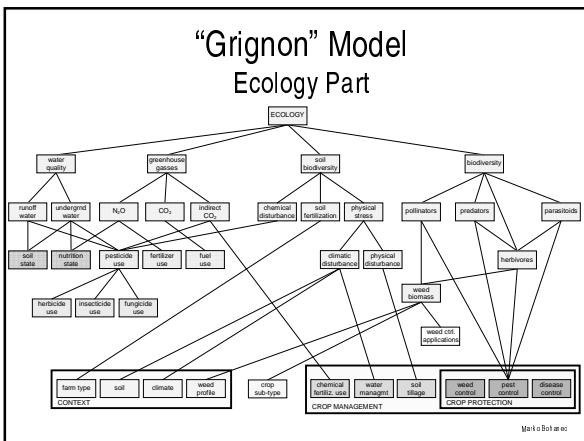 “Grignon” Model
Ecology Part
ECOLOGY
water
quality
greenhouse
gasses
soil
biodiversity
biodiversity
runoff
water
undergrnd
water
N₂O
CO₂
indirect
CO₂
chemical
disturbance
soil
fertilization
physical
stress
pollinators
predators
parasitoids
soil
state
nutrition
state
pesticide
use
fertilizer
use
fuel
use
climatic
disturbance
physical
disturbance
herbivores
herbicide
use
insecticide
use
fungicide
use
weed
biomass
weed ctrl.
applications
farm type
soil
climate
weed
profile
CONTEXT
crop
sub-type
chemical
fertiliz. use
water
managmt
soil
tillage
CROP MANAGEMENT
weed
control
pest
control
disease
control
CROP PROTECTION
Marko Bohanec